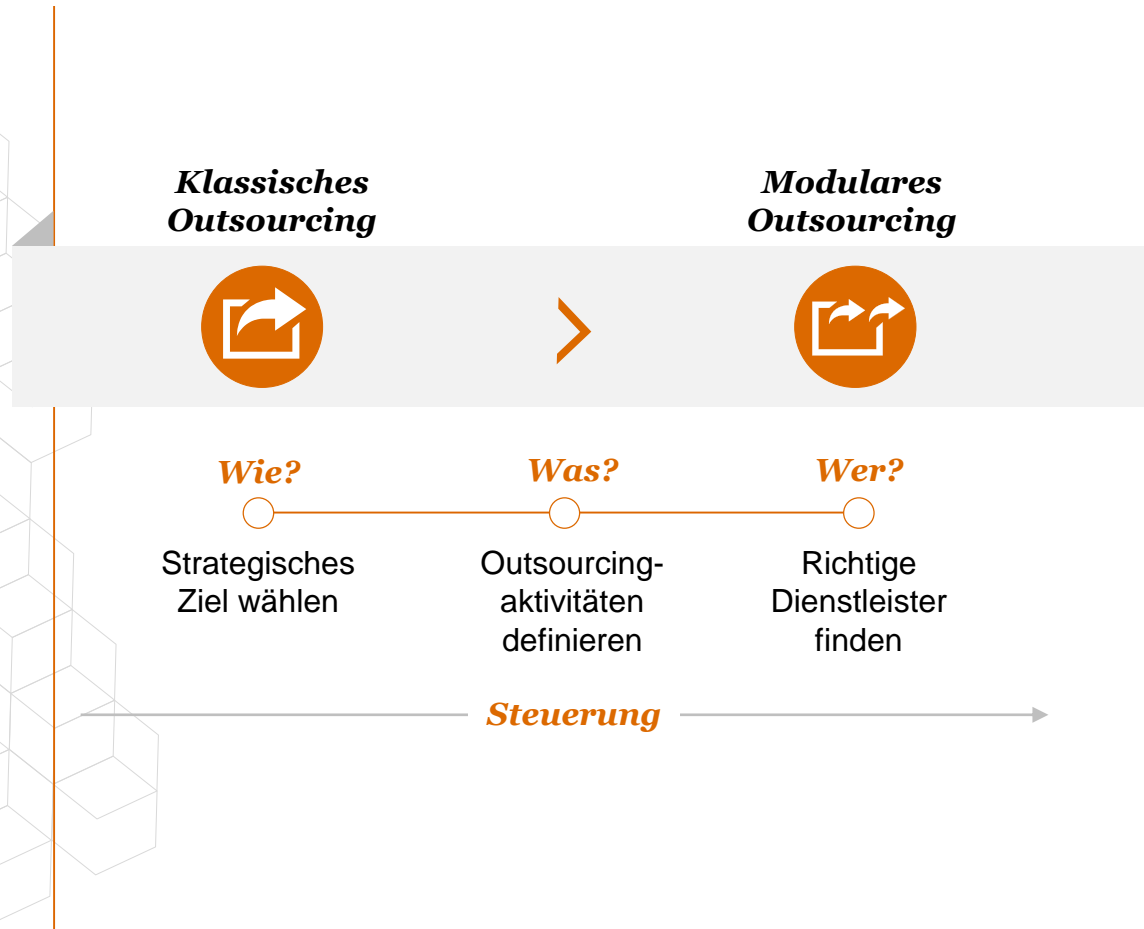 Klassisches
Outsourcing
Modulares
Outsourcing
Wie?
Was?
Wer?
Strategisches
Ziel wählen
Outsourcing-
aktivitäten
definieren
Richtige
Dienstleister
finden
Steuerung